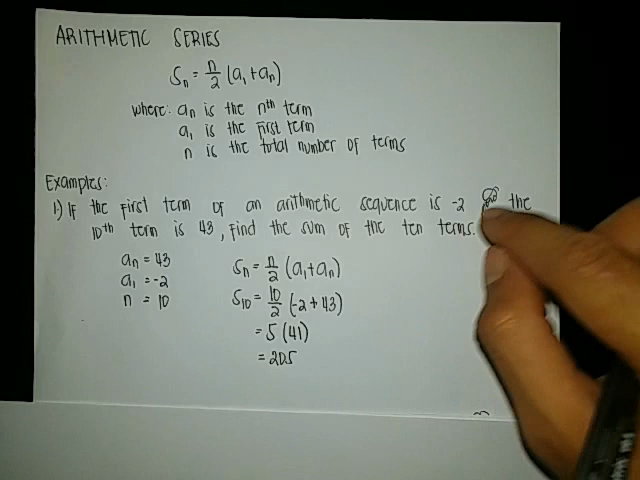 ARITHMETIC SERIES
Sn = n/2 (a1 + an)
where: an is the nth term
a1 is the first term
n is the total number of terms
Examples:
1) If the first term of an arithmetic sequence is -2 the
10th term is 43, find the sum of the ten terms.
an = 43
a1 = -2
n = 10
Sn = n/2 (a1 + an)
S10 = 10/2 (-2 + 43)
= 5 (41)
= 205